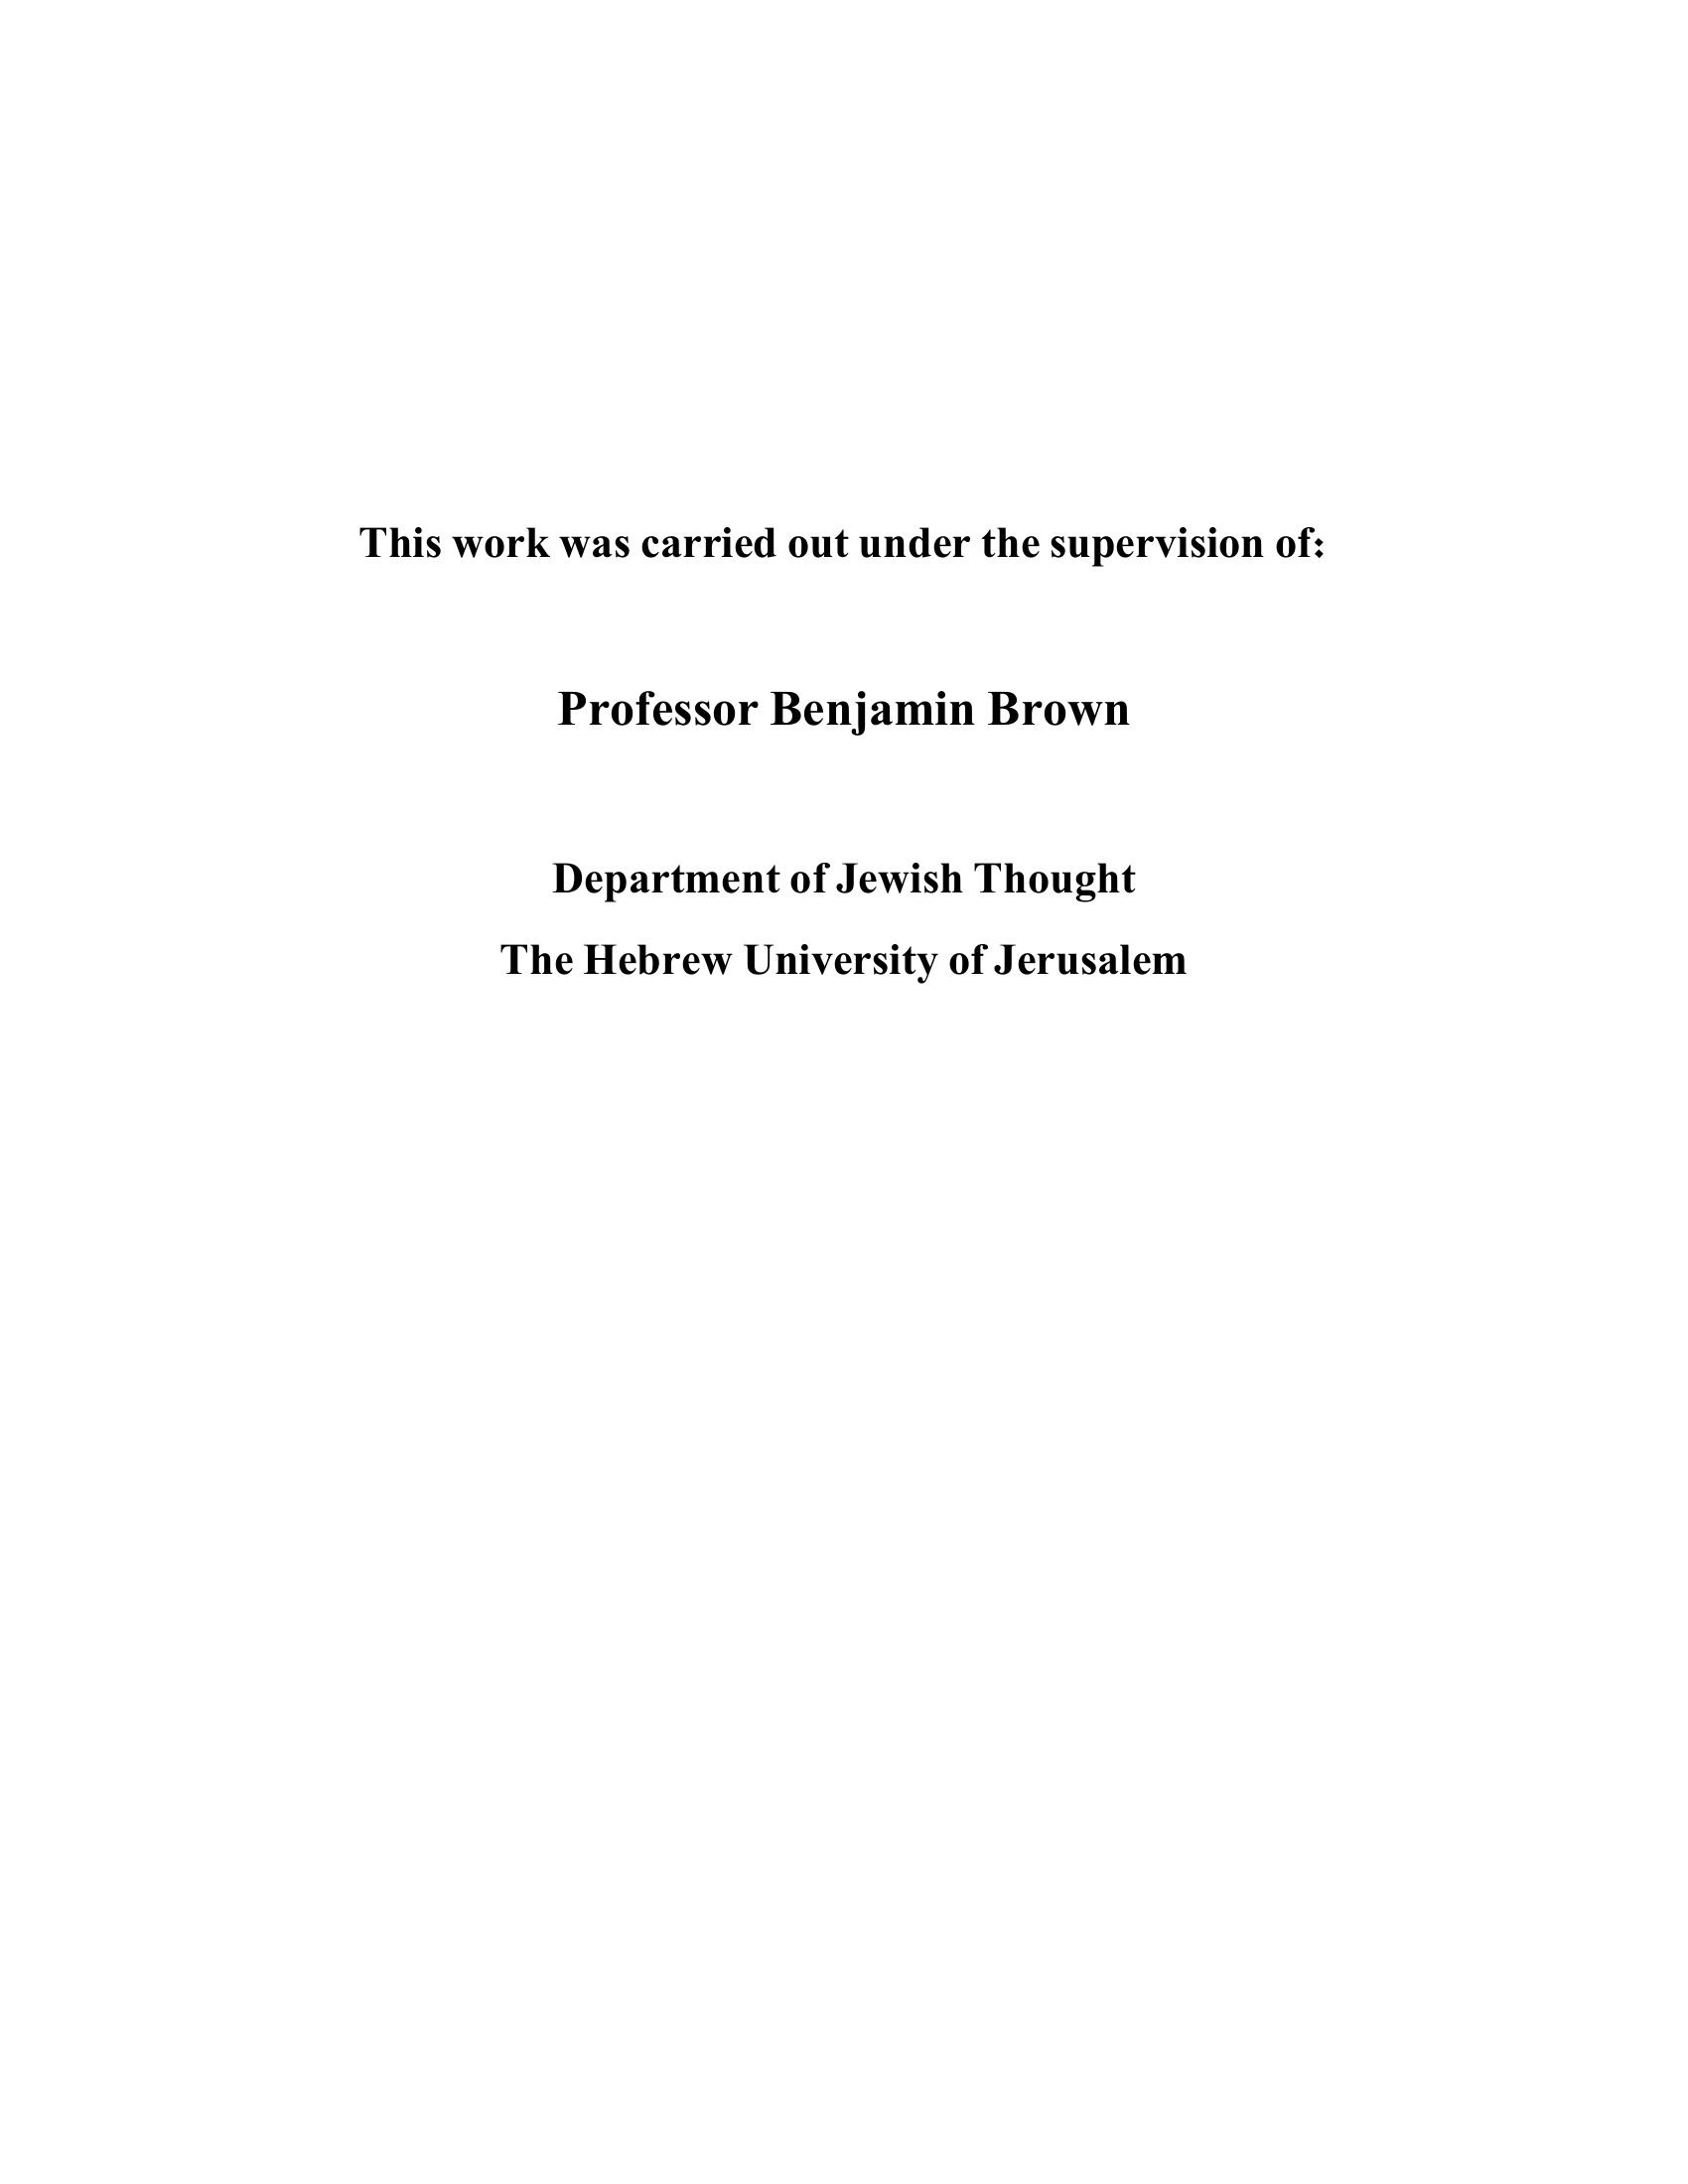 This work was carried out under the supervision of:
Professor Benjamin Brown
Department of Jewish Thought
The Hebrew University of Jerusalem